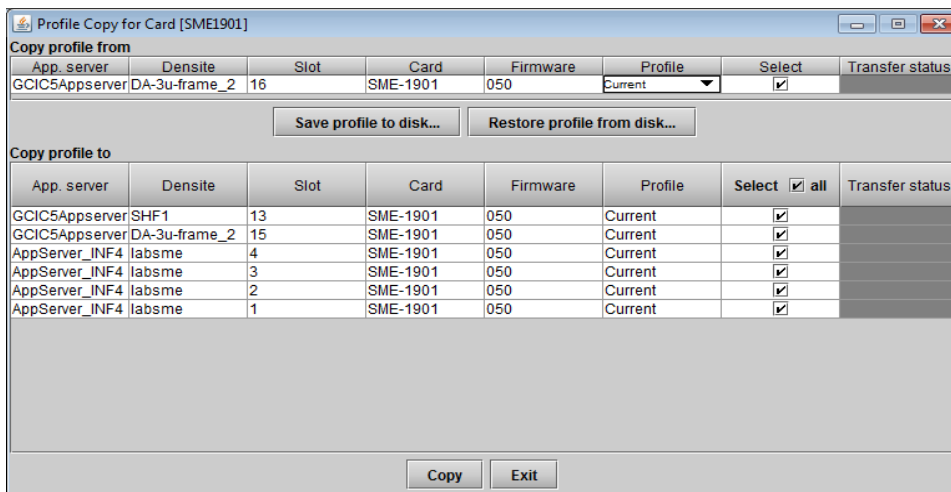 Profile Copy for Card [SME1901]
Copy profile from
App. server Densite Slot Card Firmware Profile Select Transfer status
GCIC5Appserver DA-3u-frame_2 16 SME-1901 050 Current
Save profile to disk... Restore profile from disk...
Copy profile to
App. server Densite Slot Card Firmware Profile Select all Transfer status
GCIC5Appserver SHF1 13 SME-1901 050 Current
GCIC5Appserver DA-3u-frame_2 15 SME-1901 050 Current
AppServer_INF4 labsme 4 SME-1901 050 Current
AppServer_INF4 labsme 3 SME-1901 050 Current
AppServer_INF4 labsme 2 SME-1901 050 Current
AppServer_INF4 labsme 1 SME-1901 050 Current
Copy Exit